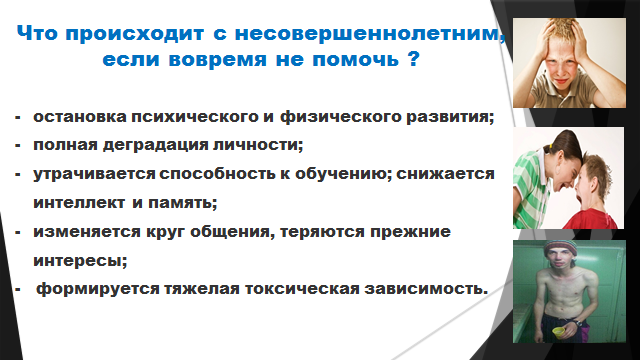 Что происходит с несовершеннолетним,
если вовремя не помочь ?
- остановка психического и физического развития;
- полная деградация личности;
- утрачивается способность к обучению; снижается
интеллект и память;
- изменяется круг общения, теряются прежние
интересы;
- формируется тяжелая токсическая зависимость.